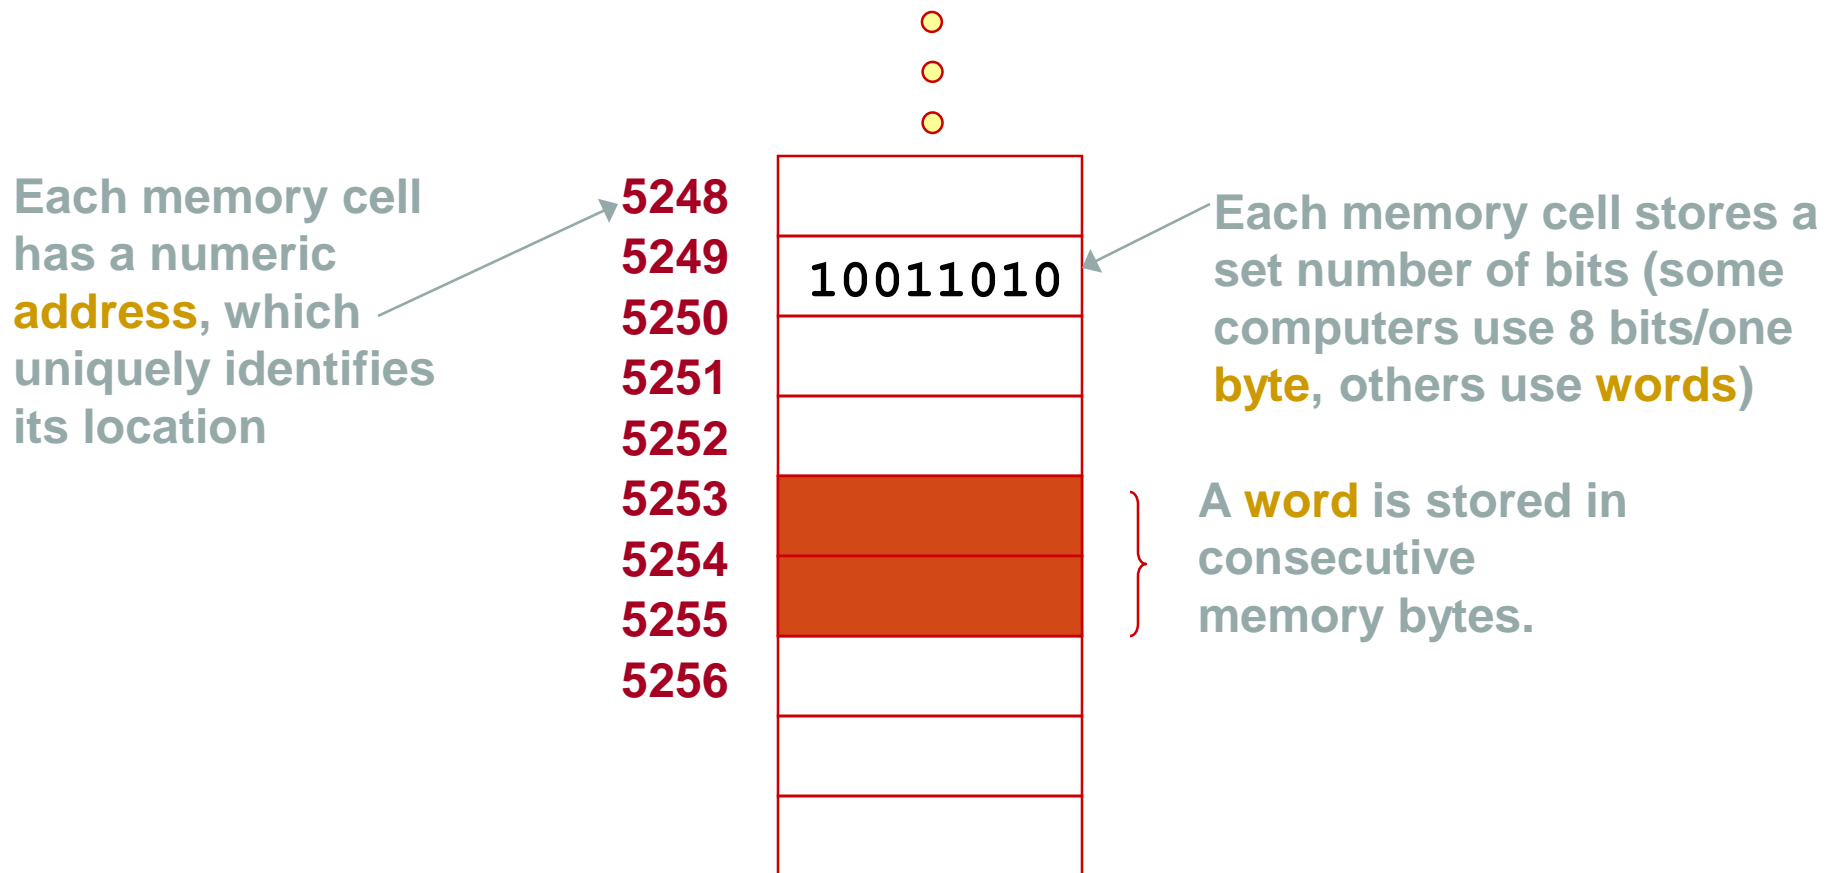 Each memory cell
has a numeric
address, which
uniquely identifies
its location
5248
5249
5250
5251
5252
5253
5254
5255
5256
10011010
Each memory cell stores a
set number of bits (some
computers use 8 bits/one
byte, others use words)
A word is stored in
consecutive
memory bytes.